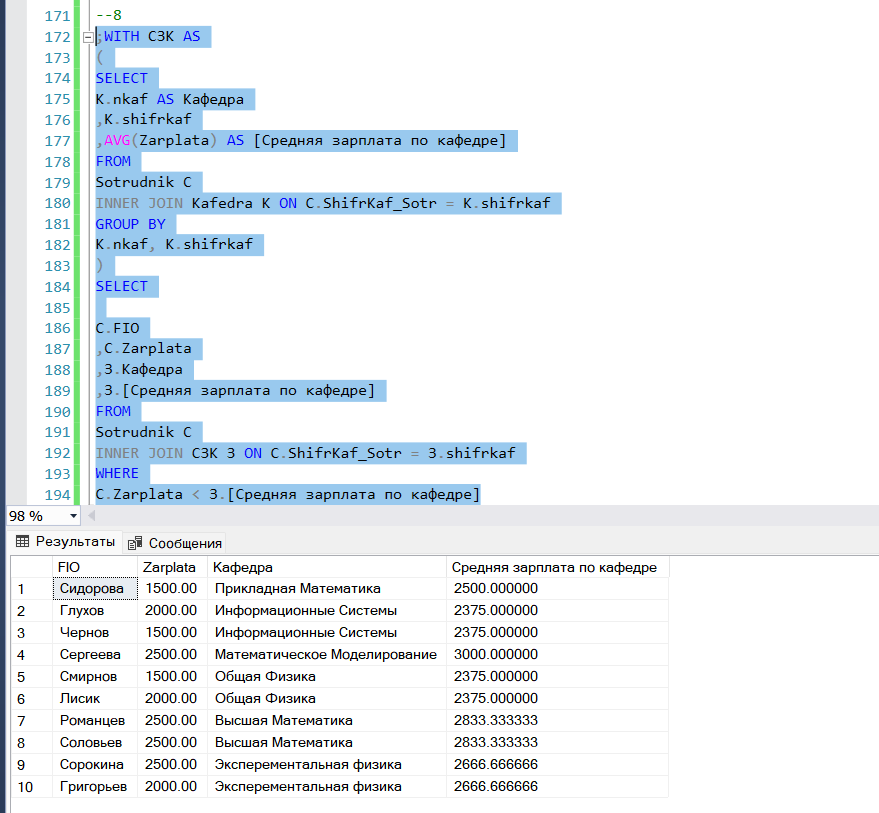 171 --8
172 ;WITH СЗК AS
173 (
174 SELECT
175 K.nkaf AS Кафедра
176 ,K.shifrkaf
177 ,AVG(Zarplata) AS [Средняя зарплата по кафедре]
178 FROM
179 Sotrudnik C
180 INNER JOIN Kafedra K ON C.ShifrKaf_Sotr = K.shifrkaf
181 GROUP BY
182 K.nkaf, K.shifrkaf
183 )
184 SELECT
185
186 C.FIO
187 ,C.Zarplata
188 ,З.Кафедра
189 ,З.[Средняя зарплата по кафедре]
190 FROM
191 Sotrudnik C
192 INNER JOIN СЗК З ON C.ShifrKaf_Sotr = З.shifrkaf
193 WHERE
194 C.Zarplata < З.[Средняя зарплата по кафедре]
98 %
Результаты Сообщения
FIO Zarplata Кафедра Средняя зарплата по кафедре
1 Сидорова 1500.00 Прикладная Математика 2500.000000
2 Глухов 2000.00 Информационные Системы 2375.000000
3 Чернов 1500.00 Информационные Системы 2375.000000
4 Сергеева 2500.00 Математическое Моделирование 3000.000000
5 Смирнов 1500.00 Общая Физика 2375.000000
6 Лисик 2000.00 Общая Физика 2375.000000
7 Романцев 2500.00 Высшая Математика 2833.333333
8 Соловьев 2500.00 Высшая Математика 2833.333333
9 Сорокина 2500.00 Эксперементальная физика 2666.666666
10 Григорьев 2000.00 Эксперементальная физика 2666.666666